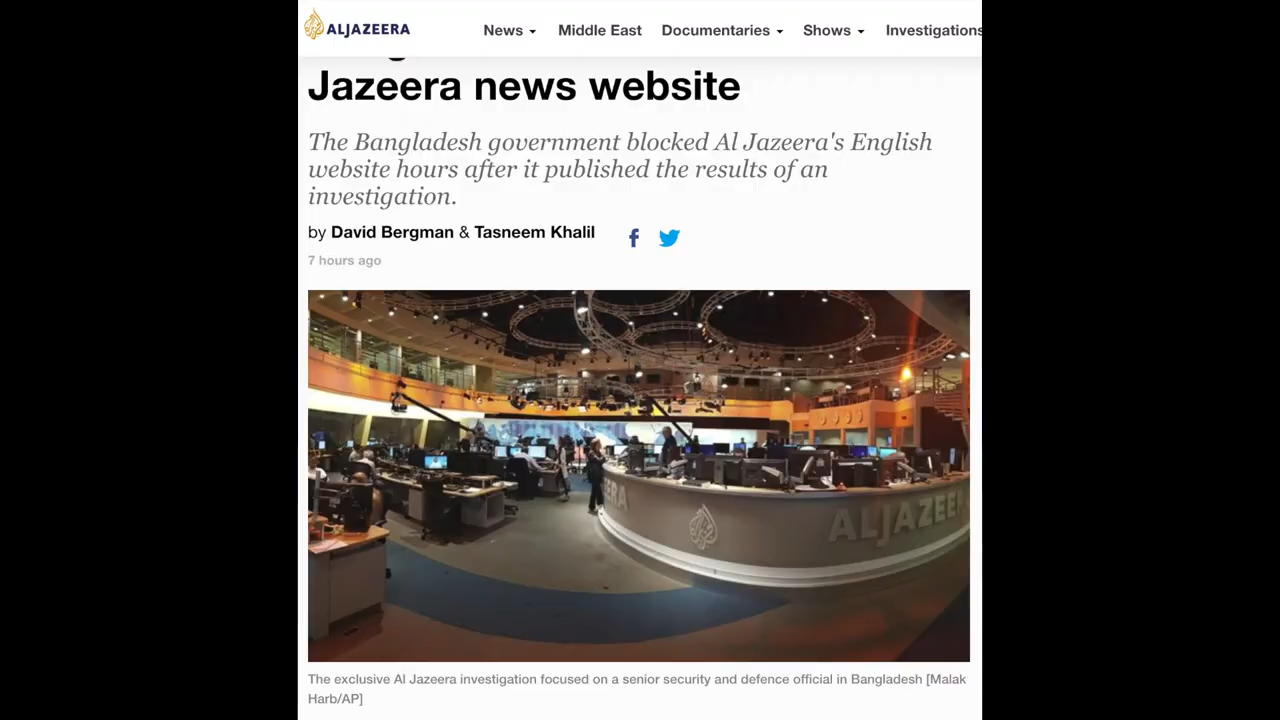 ALJAZEERA
News
Middle East
Documentaries
Shows
Investigations
Jazeera news website
The Bangladesh government blocked Al Jazeera's English
website hours after it published the results of an
investigation.
by David Bergman & Tasneem Khalil
7 hours ago
ALJAZEE
The exclusive Al Jazeera investigation focused on a senior security and defence official in Bangladesh [Malak
Harb/AP]